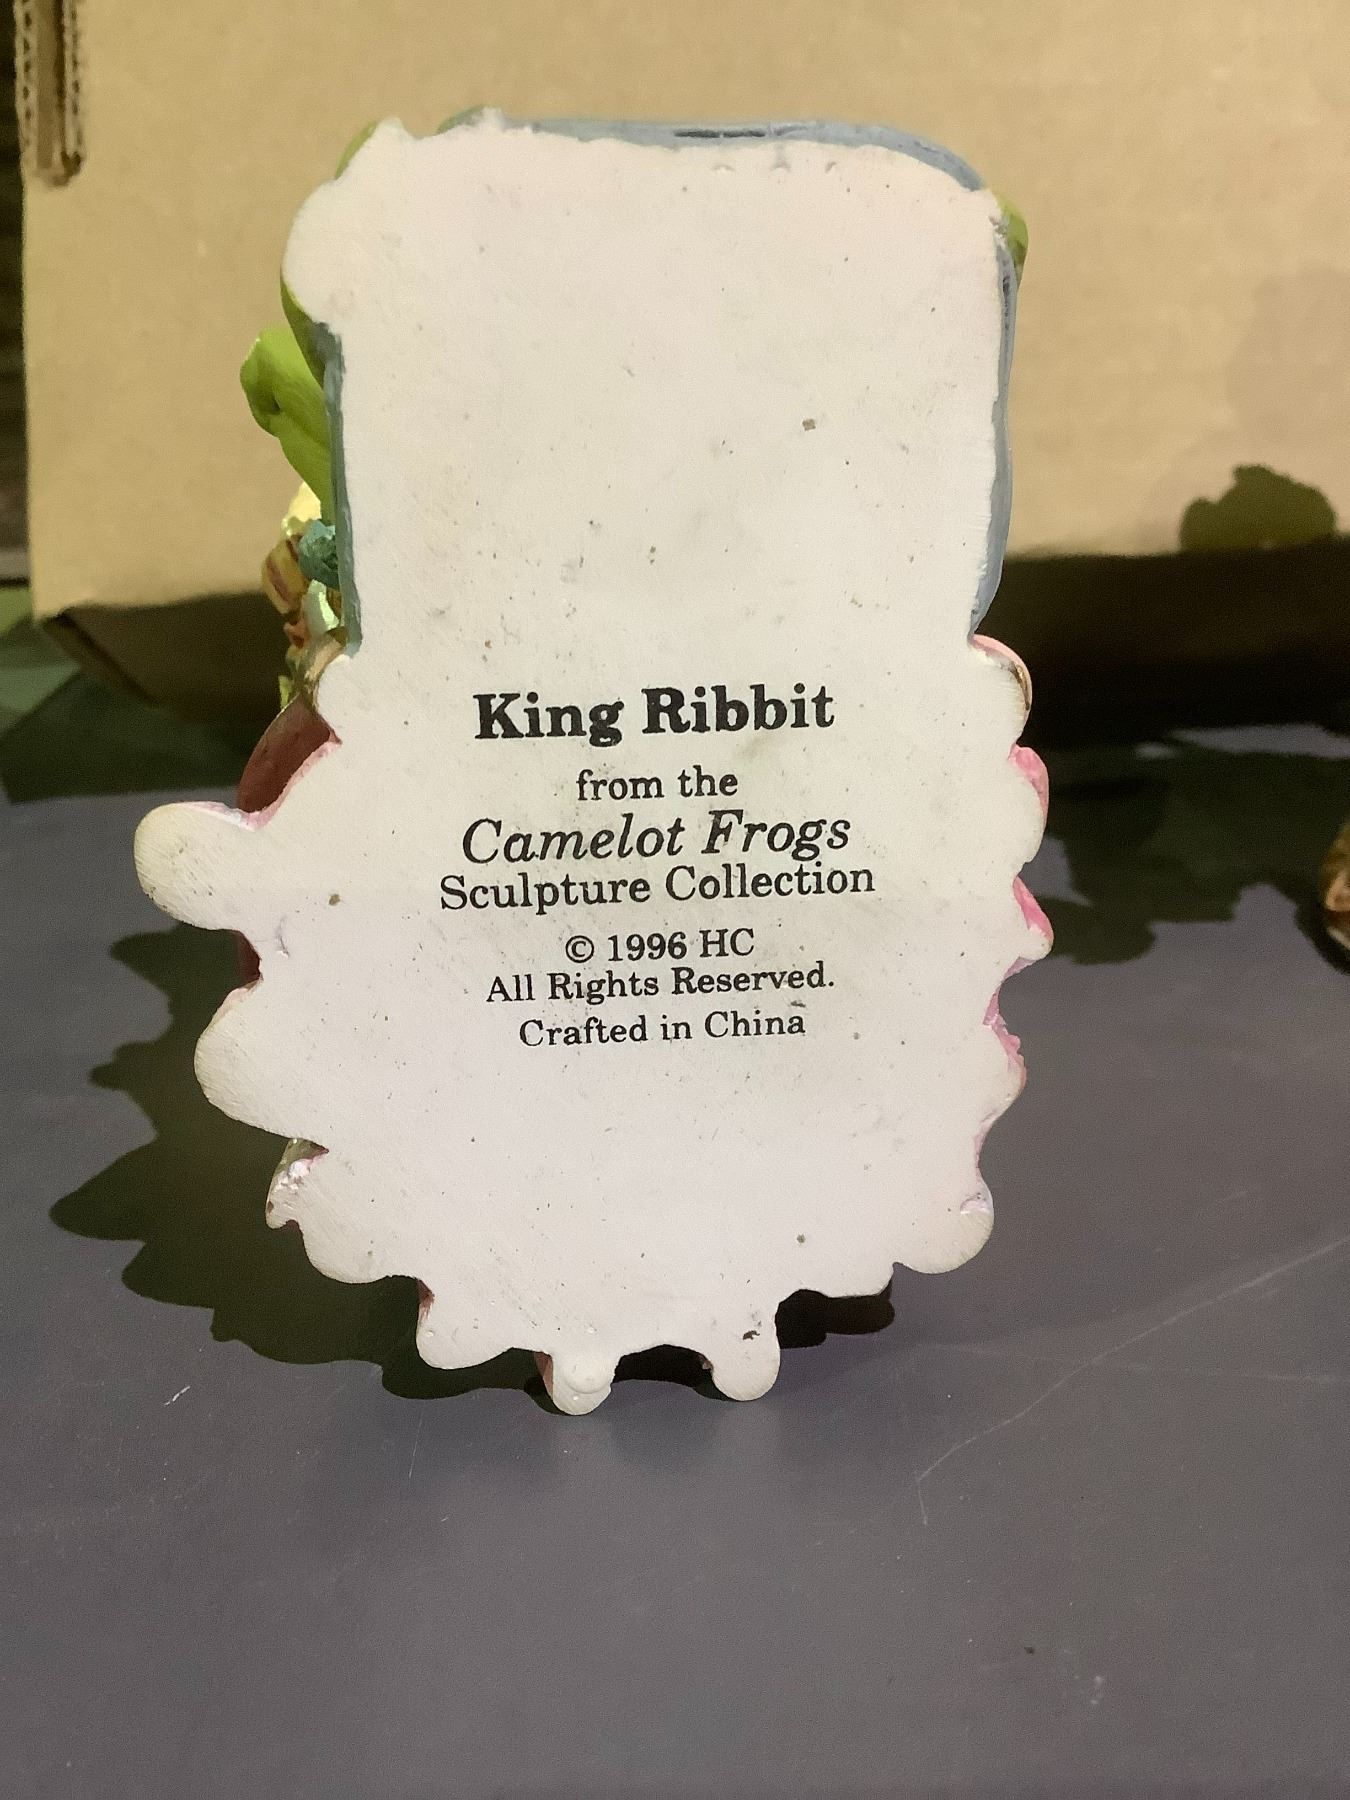 King Ribbit
from the
Camelot Frogs
Sculpture Collection
© 1996 HC
All Rights Reserved.
Crafted in China